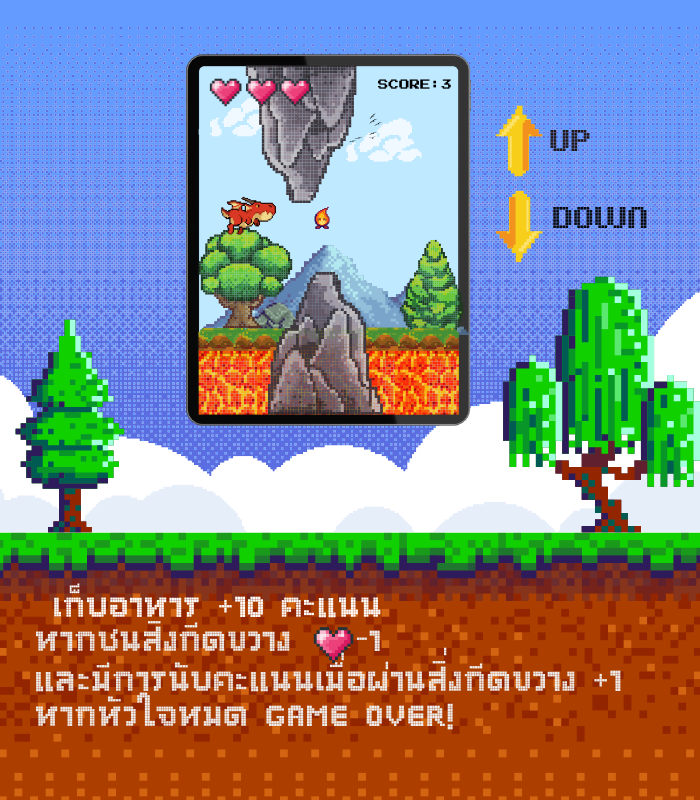 SCORE:3
UP
DOWN
เก็บอาหาร +10 คะแนน
หากชนสิ่งกีดขวาง -1
และมีการนับคะแนนเมื่อผ่านสิ่งกีดขวาง +1
หากหัวใจหมด GAME OVER!